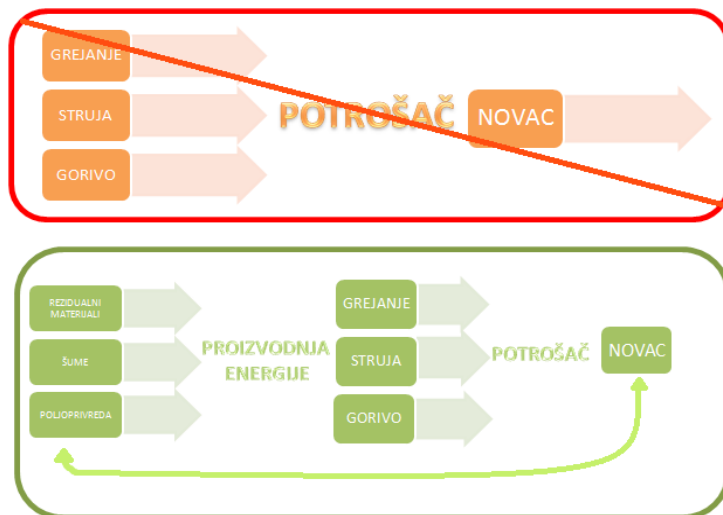 GREJANJE
STRUJA
GORIVO
POTROŠAČ
NOVAC
REZIDUALNI
MATERIJALI
ŠUME
POLJOPRIVREDA
PROIZVODNJA
ENERGIJE
GREJANJE
STRUJA
GORIVO
POTROŠAČ
NOVAC